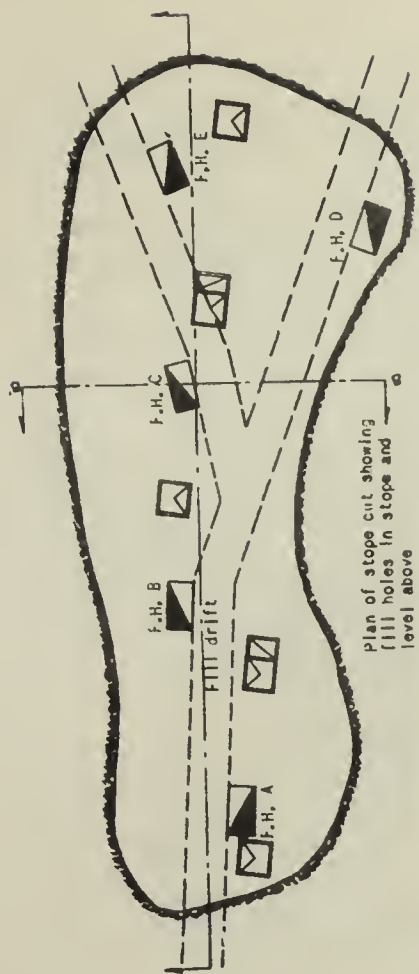 F.H. B
F.H. C
F.H. E
Fill drift
F.H. A
F.H. D
Plan of stope cut showing
fill holes in stope and
level above